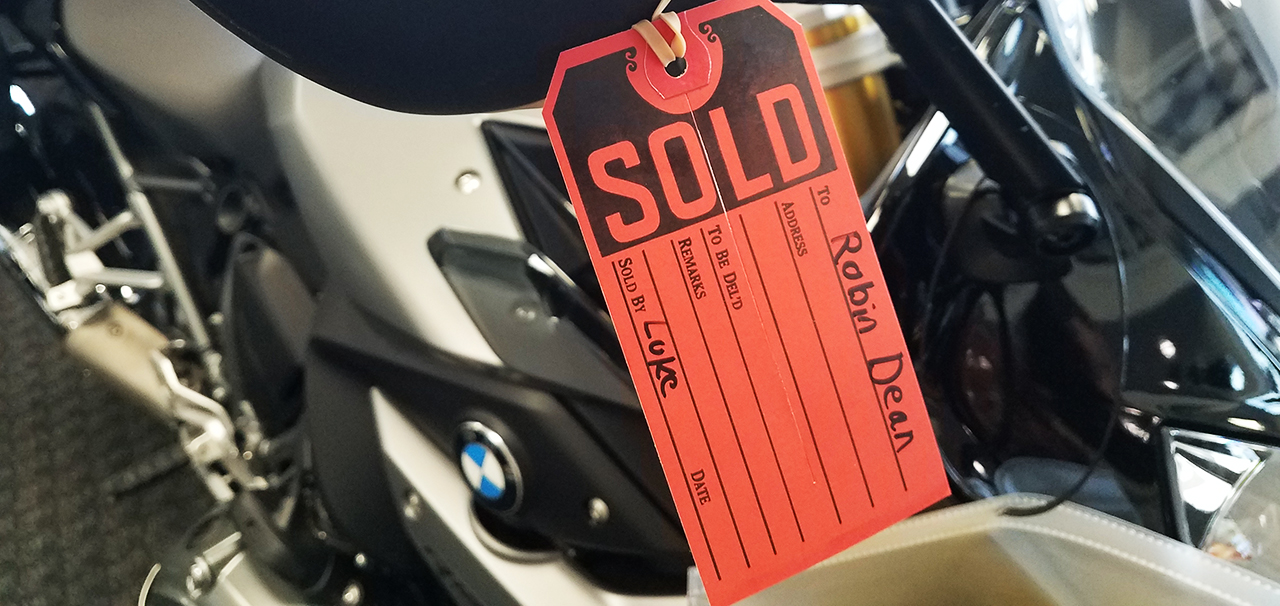 SOLD
To Robin Dean
Address
To Be Del'd
Remarks
Sold By Luke Date